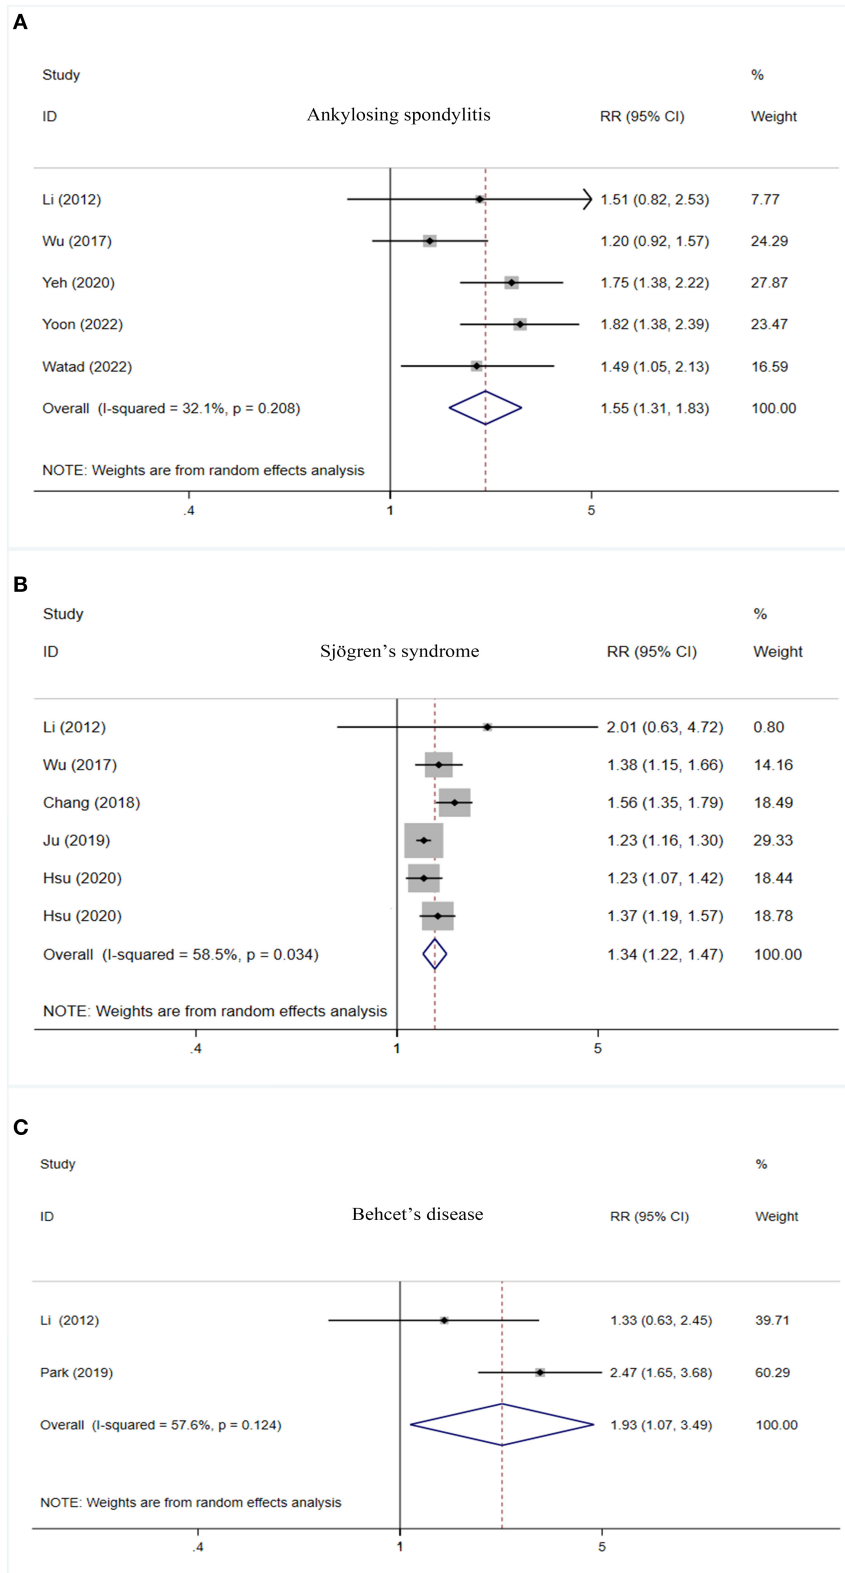 A
Study %
ID Ankylosing spondylitis RR (95% CI) Weight
Li (2012) 1.51 (0.82, 2.53) 7.77
Wu (2017) 1.20 (0.92, 1.57) 24.29
Yeh (2020) 1.75 (1.38, 2.22) 27.87
Yoon (2022) 1.82 (1.38, 2.39) 23.47
Watad (2022) 1.49 (1.05, 2.13) 16.59
Overall (I-squared = 32.1%, p = 0.208) 1.55 (1.31, 1.83) 100.00
NOTE: Weights are from random effects analysis
.4 1 5
B
Study %
ID Sjögren's syndrome RR (95% CI) Weight
Li (2012) 2.01 (0.63, 4.72) 0.80
Wu (2017) 1.38 (1.15, 1.66) 14.16
Chang (2018) 1.56 (1.35, 1.79) 18.49
Ju (2019) 1.23 (1.16, 1.30) 29.33
Hsu (2020) 1.23 (1.07, 1.42) 18.44
Hsu (2020) 1.37 (1.19, 1.57) 18.78
Overall (I-squared = 58.5%, p = 0.034) 1.34 (1.22, 1.47) 100.00
NOTE: Weights are from random effects analysis
.4 1 5
C
Study %
ID Behcet's disease RR (95% CI) Weight
Li (2012) 1.33 (0.63, 2.45) 39.71
Park (2019) 2.47 (1.65, 3.68) 60.29
Overall (I-squared = 57.6%, p = 0.124) 1.93 (1.07, 3.49) 100.00
NOTE: Weights are from random effects analysis
.4 1 5